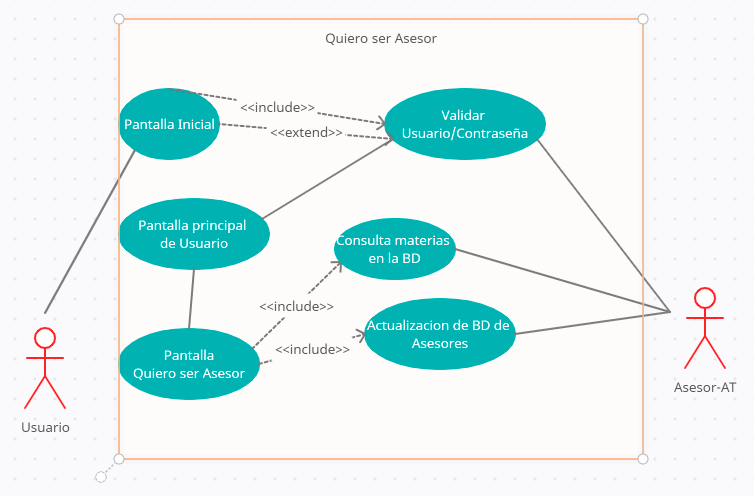 Quiero ser Asesor
Pantalla Inicial
<<include>>
<<extend>>
Validar
Usuario/Contraseña
Pantalla principal
de Usuario
Consulta materias
en la BD
<<include>>
Actualizacion de BD de
Asesores
<<include>>
Pantalla
Quiero ser Asesor
Usuario
Asesor-AT